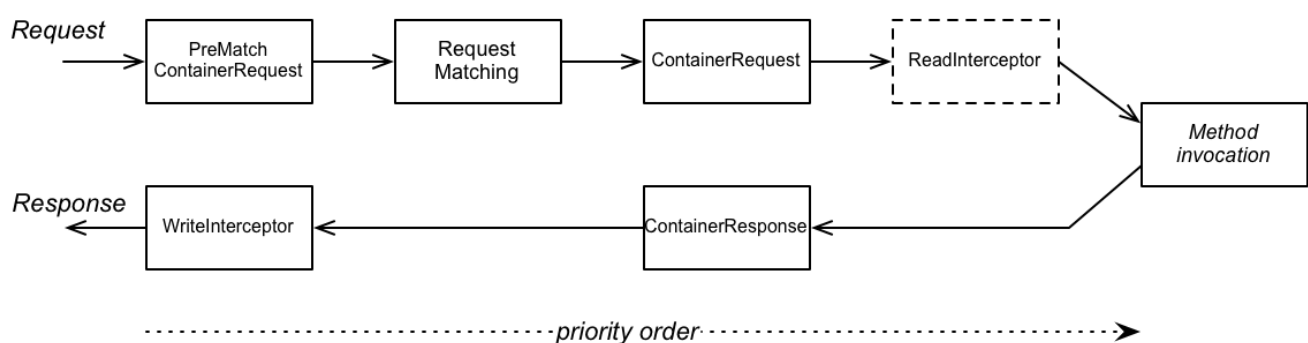 Request
PreMatch
ContainerRequest
Request
Matching
ContainerRequest
ReadInterceptor
Method
invocation
Response
WriteInterceptor
ContainerResponse
priority order